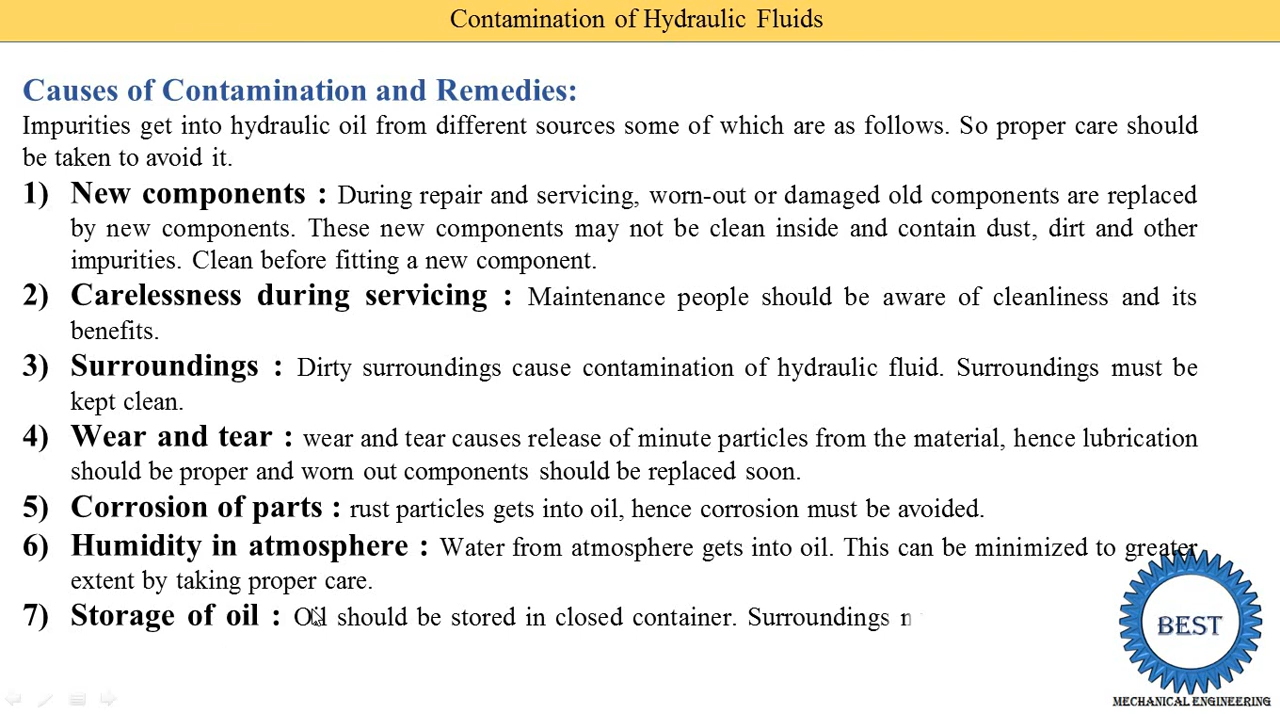 Contamination of Hydraulic Fluids
Causes of Contamination and Remedies:
Impurities get into hydraulic oil from different sources some of which are as follows. So proper care should
be taken to avoid it.
1) New components : During repair and servicing, worn-out or damaged old components are replaced
by new components. These new components may not be clean inside and contain dust, dirt and other
impurities. Clean before fitting a new component.
2) Carelessness during servicing : Maintenance people should be aware of cleanliness and its
benefits.
3) Surroundings : Dirty surroundings cause contamination of hydraulic fluid. Surroundings must be
kept clean.
4) Wear and tear : wear and tear causes release of minute particles from the material, hence lubrication
should be proper and worn out components should be replaced soon.
5) Corrosion of parts : rust particles gets into oil, hence corrosion must be avoided.
6) Humidity in atmosphere : Water from atmosphere gets into oil. This can be minimized to greater
extent by taking proper care.
7) Storage of oil : Oil should be stored in closed container. Surroundings
BEST
MECHANICAL ENGINEERING